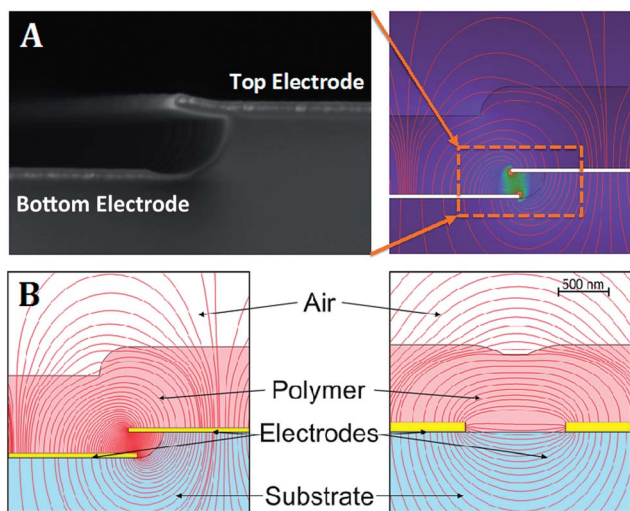 A
Top Electrode
Bottom Electrode
B
Air
500 nm
Polymer
Electrodes
Substrate